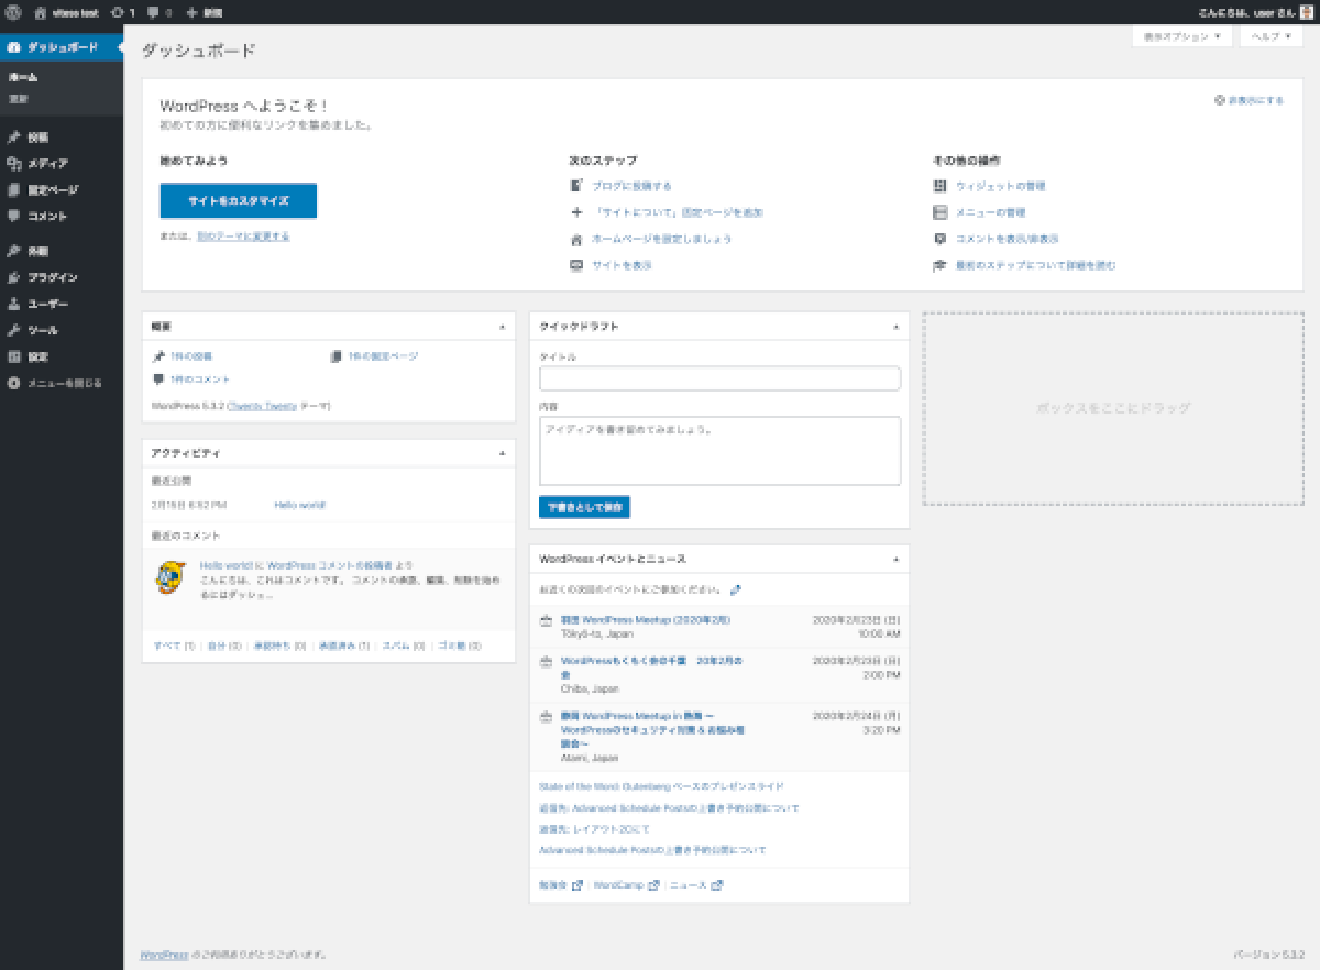 vitess test 1 0 新規
こんにちは、user さん
ダッシュボード
ホーム
更新
投稿
メディア
固定ページ
コメント
外観
プラグイン
ユーザー
ツール
設定
メニューを閉じる
ダッシュボード
表示オプション
ヘルプ
WordPress へようこそ！
初めての方に便利なリンクを集めました。
非表示にする
始めてみよう
サイトをカスタマイズ
または、別のテーマに変更する
次のステップ
ブログに投稿する
「サイトについて」固定ページを追加
ホームページを設定しましょう
サイトを表示
その他の操作
ウィジェットの管理
メニューの管理
コメントを表示/非表示
最初のステップについて詳細を読む
概要
1件の投稿
1件の固定ページ
1件のコメント
WordPress 5.3.2 (Twenty Twenty テーマ)
アクティビティ
最近公開
2月15日 6:52 PM Hello world!
最近のコメント
Hello world! に WordPress コメントの投稿者 より
こんにちは、これはコメントです。 コメントの承認、編集、削除を始め
るにはダッシュ…
すべて (1) | 自分 (0) | 承認待ち (0) | 承認済み (1) | スパム (0) | ゴミ箱 (0)
クイックドラフト
タイトル
内容
アイディアを書き留めてみましょう。
下書きとして保存
WordPress イベントとニュース
お近くの次回のイベントにご参加ください。
WordPress Meetup (2020年2月)
Tōkyō-to, Japan
2020年2月23日 (日)
10:00 AM
WordPressもくもく会@千葉 20年2月の
会
Chiba, Japan
2020年2月23日 (日)
2:00 PM
静岡 WordPress Meetup in 熱海 〜
WordPressのセキュリティ対策 & お悩み相
談会〜
Atami, Japan
2020年2月24日 (月)
3:20 PM
State of the Word: Gutenberg ベースのプレゼンスライド
返信先: Advanced Schedule Postsの上書き予約公開について
返信先: レイアウト2Cにて
Advanced Schedule Postsの上書き予約公開について
勉強会 | WordCamp | ニュース
ボックスをここにドラッグ
WordPress のご利用ありがとうございます。
バージョン 5.3.2